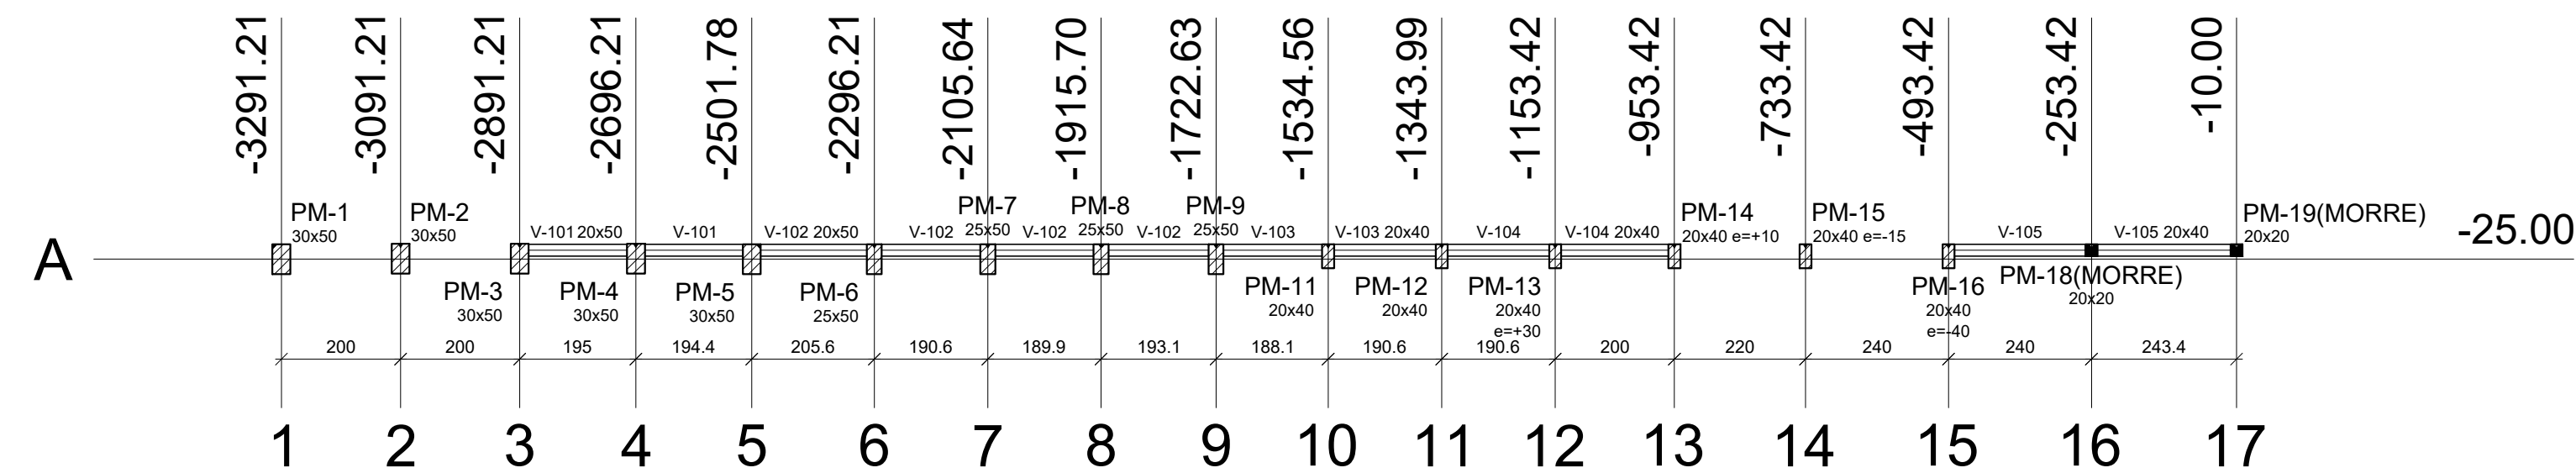 -3291.21
-3091.21
-2891.21
-2696.21
-2501.78
-2296.21
-2105.64
-1915.70
-1722.63
-1534.56
-1343.99
-1153.42
-953.42
-733.42
-493.42
-253.42
-10.00
PM-1
30x50
PM-2
30x50
V-101 20x50
V-101
V-102 20x50
V-102
PM-7
25x50
V-102
PM-8
25x50
V-102
PM-9
25x50
V-103
V-103 20x40
V-104
V-104 20x40
PM-14
20x40 e=+10
PM-15
20x40 e=-15
V-105
V-105 20x40
PM-19(MORRE)
20x20
-25.00
A
PM-3
30x50
PM-4
30x50
PM-5
30x50
PM-6
25x50
PM-11
20x40
PM-12
20x40
PM-13
20x40
e=+30
PM-16
20x40
e=-40
PM-18(MORRE)
20x20
200
200
195
194.4
205.6
190.6
189.9
193.1
188.1
190.6
190.6
200
220
240
240
243.4
1
2
3
4
5
6
7
8
9
10
11
12
13
14
15
16
17